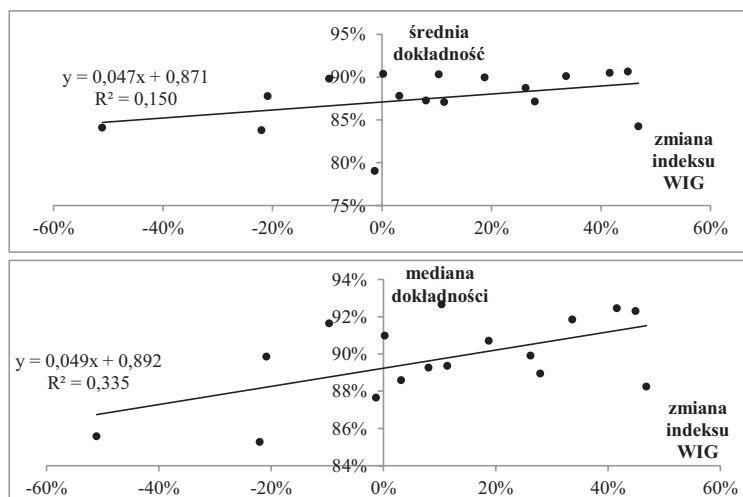 95%
średnia
dokładność
90%
y = 0,047x + 0,871
R² = 0,150
85%
80%
zmiana
indeksu
WIG
75%
-60% -40% -20% 0% 20% 40% 60%
94%
mediana
dokładności
92%
90%
y = 0,049x + 0,892
R² = 0,335
88%
86%
zmiana
indeksu
WIG
84%
-60% -40% -20% 0% 20% 40% 60%